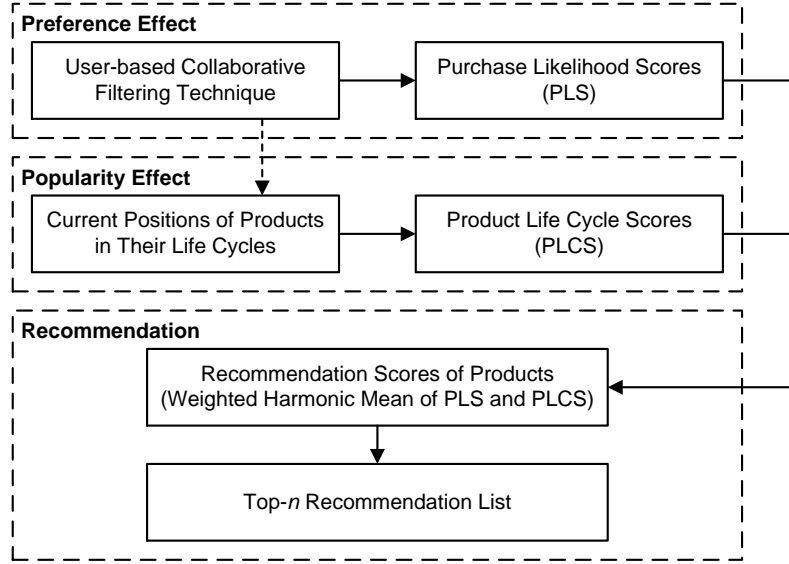 Preference Effect
User-based Collaborative
Filtering Technique
Purchase Likelihood Scores
(PLS)
Popularity Effect
Current Positions of Products
in Their Life Cycles
Product Life Cycle Scores
(PLCS)
Recommendation
Recommendation Scores of Products
(Weighted Harmonic Mean of PLS and PLCS)
Top-n Recommendation List